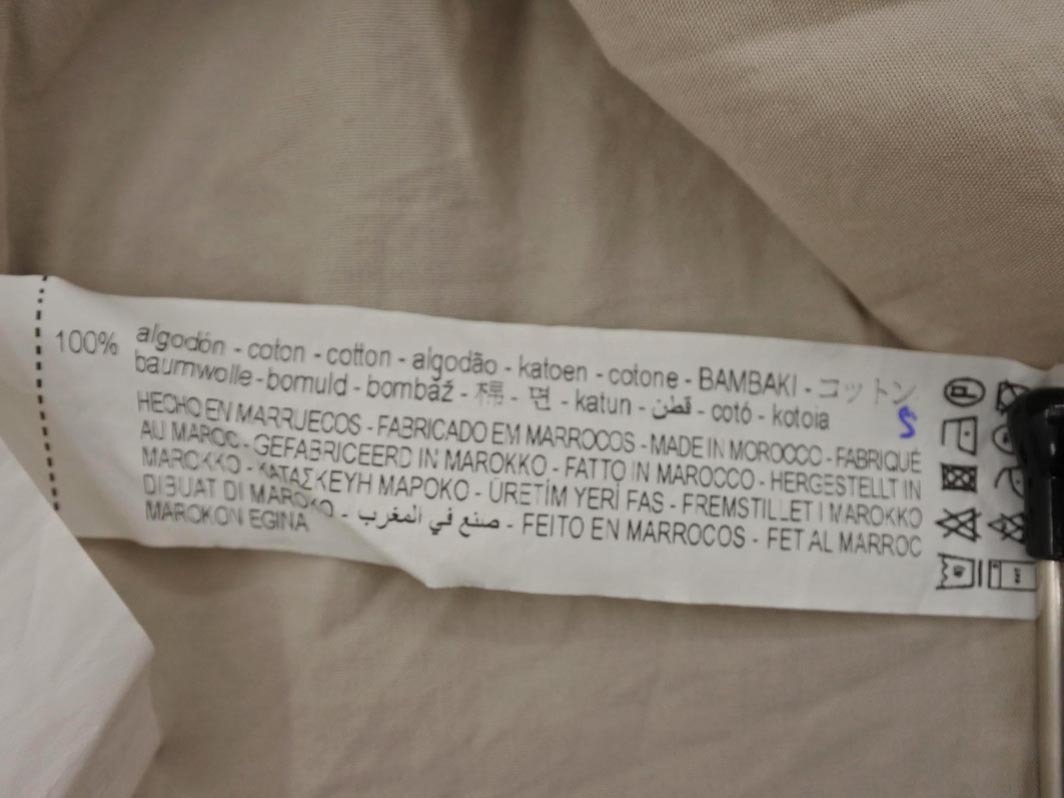 100% algodón - coton - cotton - algodão - katoen - cotone - BAMBAKI - コットン
baumwolle - bomuld - bombāž - 棉 - 면 - katun - قطن - cotó - kotoia
HECHO EN MARRUECOS - FABRICADO EM MARROCOS - MADE IN MOROCCO - FABRIQUÉ
AU MAROC - GEFABRICEERD IN MAROKKO - FATTO IN MAROCCO - HERGESTELLT IN
MAROKKO - ΚΑΤΑΣΚΕΥΗ ΜΑΡΟΚΟ - ÜRETİM YERİ FAS - FREMSTILLET I MAROKKO
DIBUAT DI MAROKO - صنع في المغرب - FEITO EN MARROCOS - FET AL MARROC
MAROKON EGINA
S
P